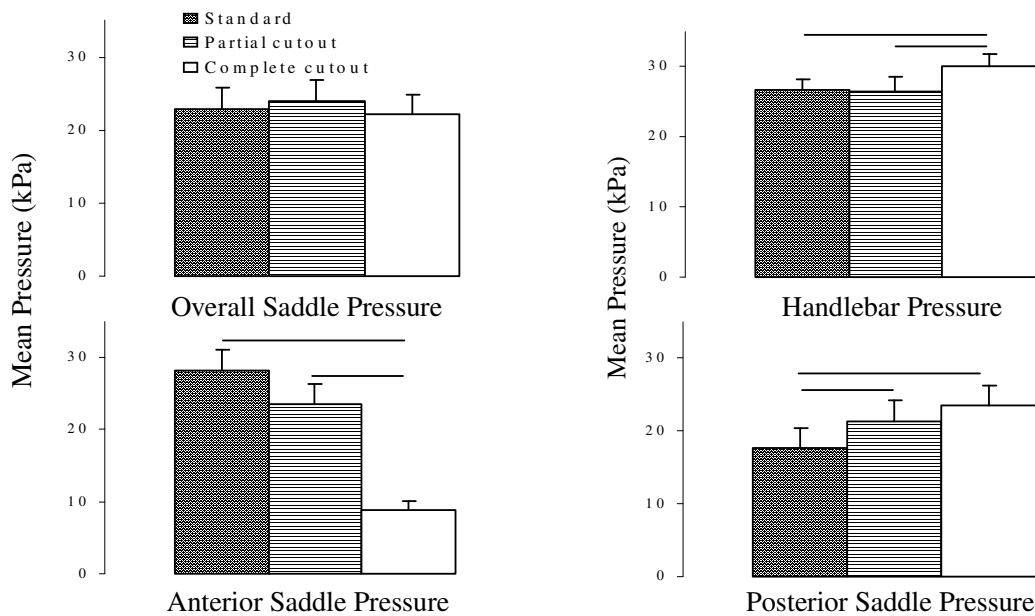 Standard
Partial cutout
Complete cutout
Mean Pressure (kPa)
30
20
10
0
Overall Saddle Pressure
Mean Pressure (kPa)
30
20
10
0
Handlebar Pressure
30
20
10
0
Anterior Saddle Pressure
30
20
10
0
Posterior Saddle Pressure